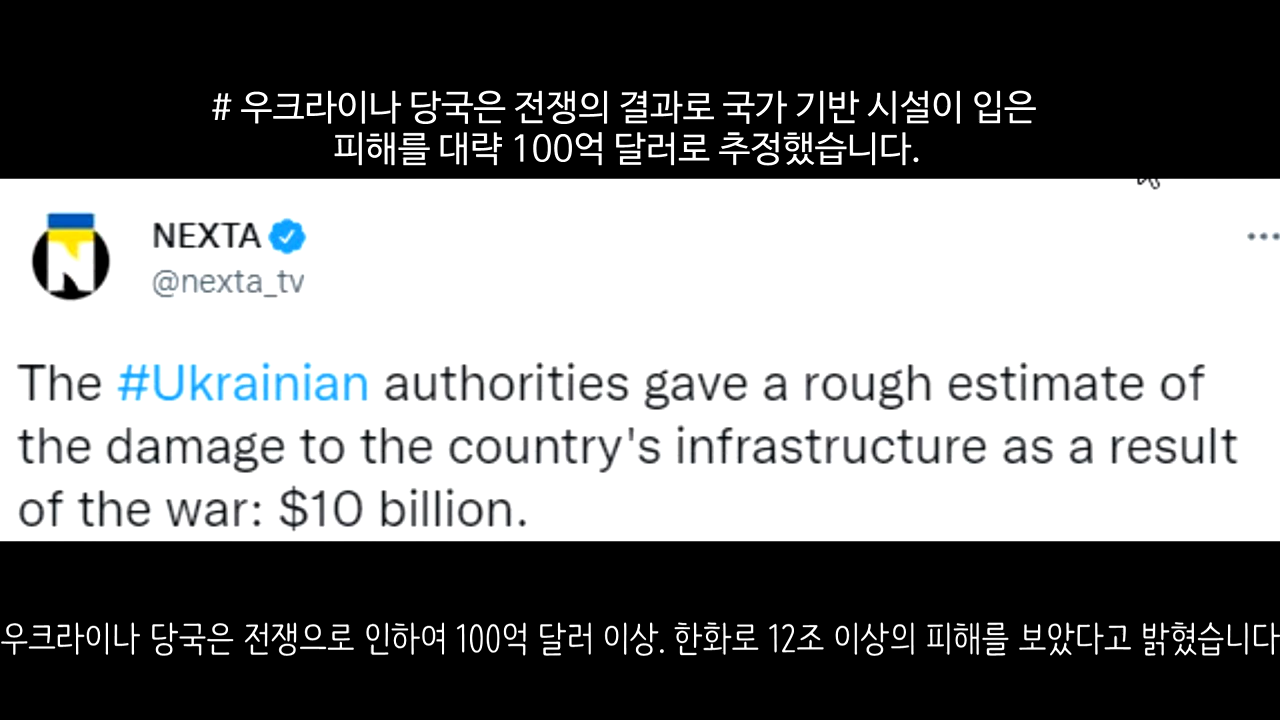 # 우크라이나 당국은 전쟁의 결과로 국가 기반 시설이 입은
피해를 대략 100억 달러로 추정했습니다.
NEXTA
@nexta_tv
The #Ukrainian authorities gave a rough estimate of
the damage to the country's infrastructure as a result
of the war: $10 billion.
우크라이나 당국은 전쟁으로 인하여 100억 달러 이상. 한화로 12조 이상의 피해를 보았다고 밝혔습니다